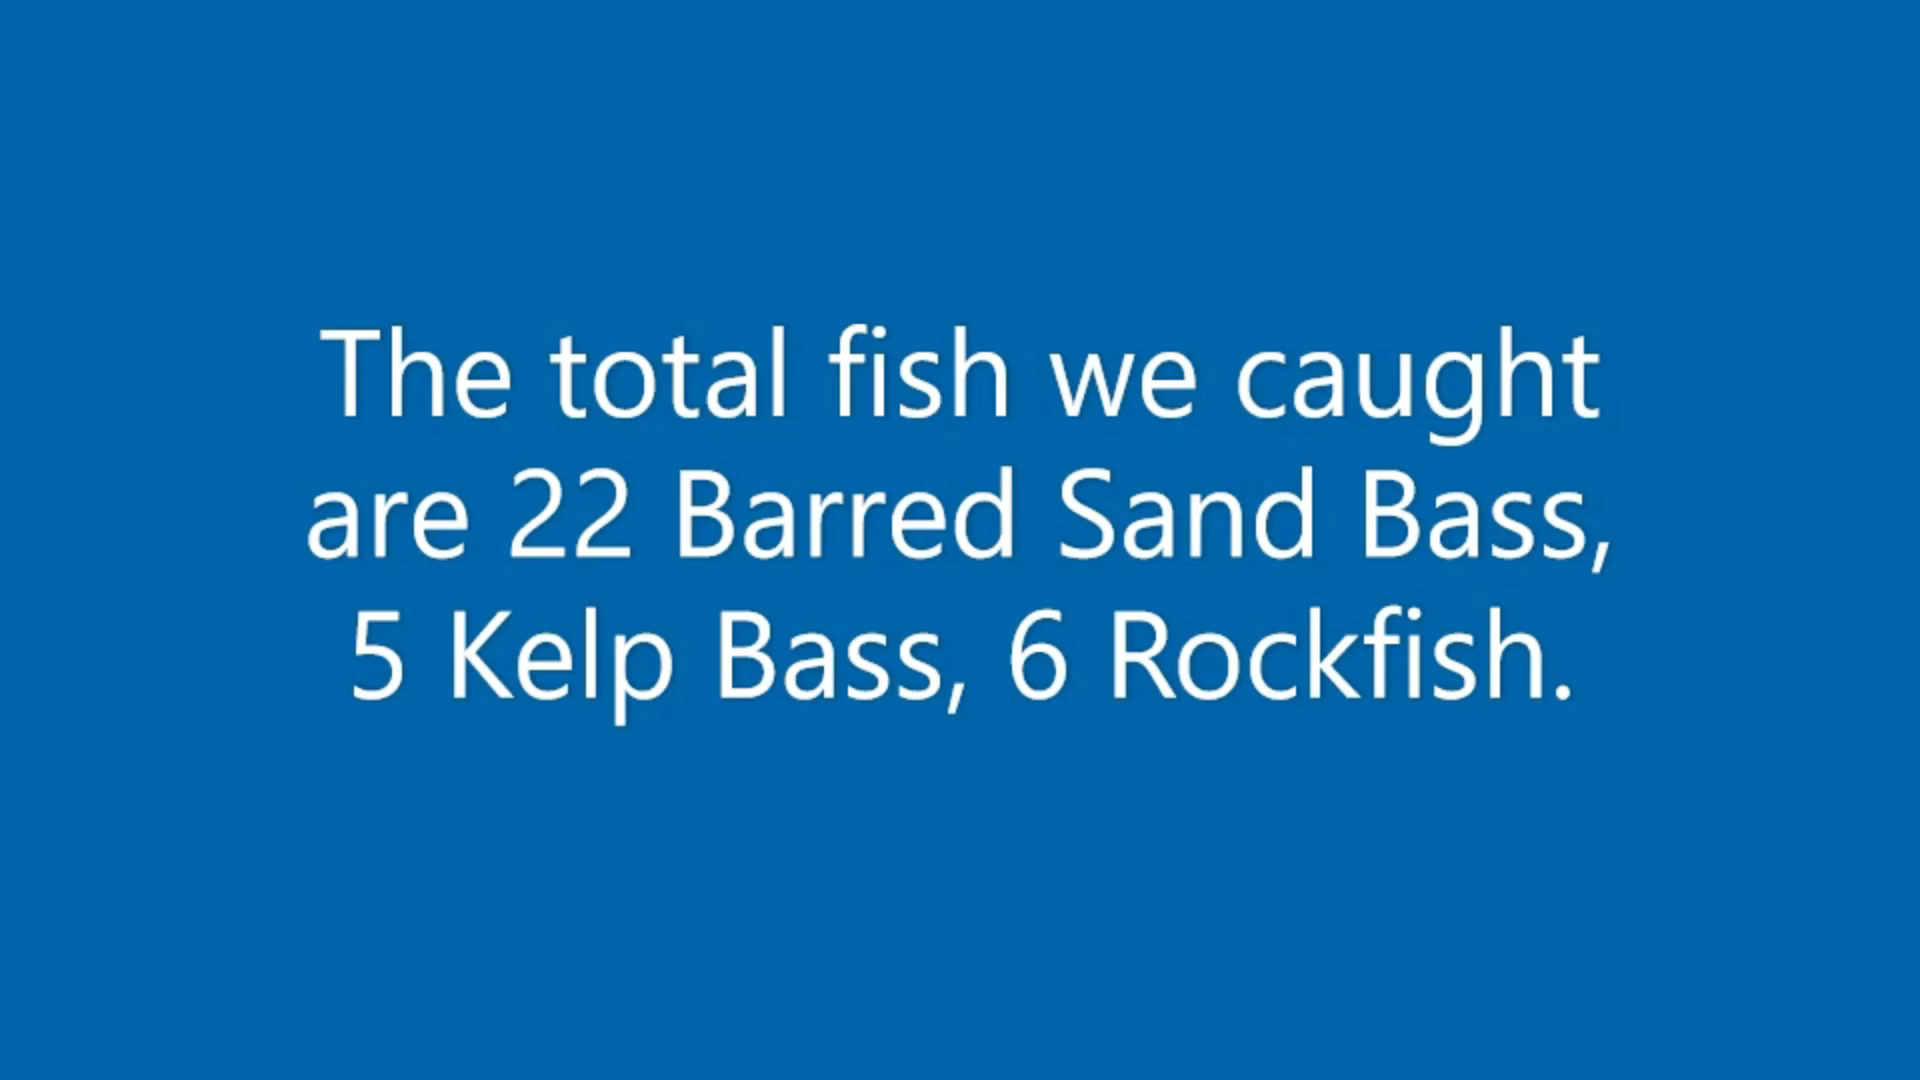 The total fish we caught
are 22 Barred Sand Bass,
5 Kelp Bass, 6 Rockfish.